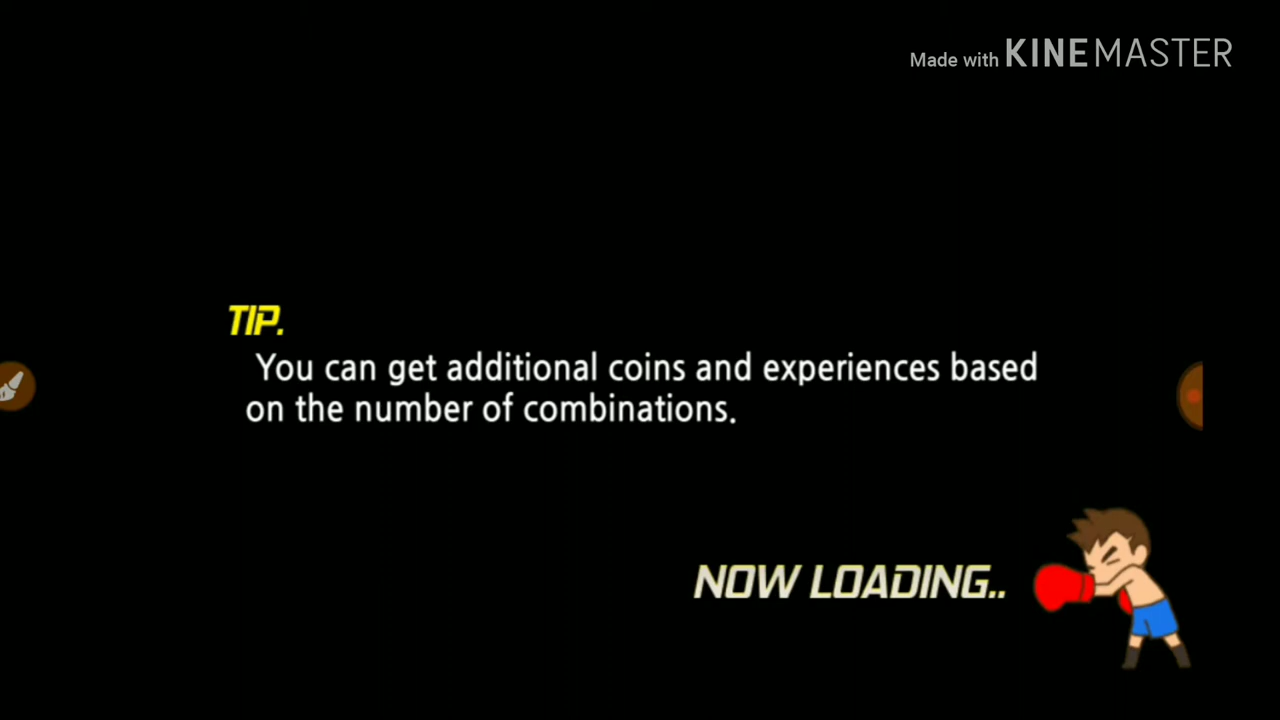 Made with KINEMASTER
TIP.
You can get additional coins and experiences based
on the number of combinations.
NOW LOADING..